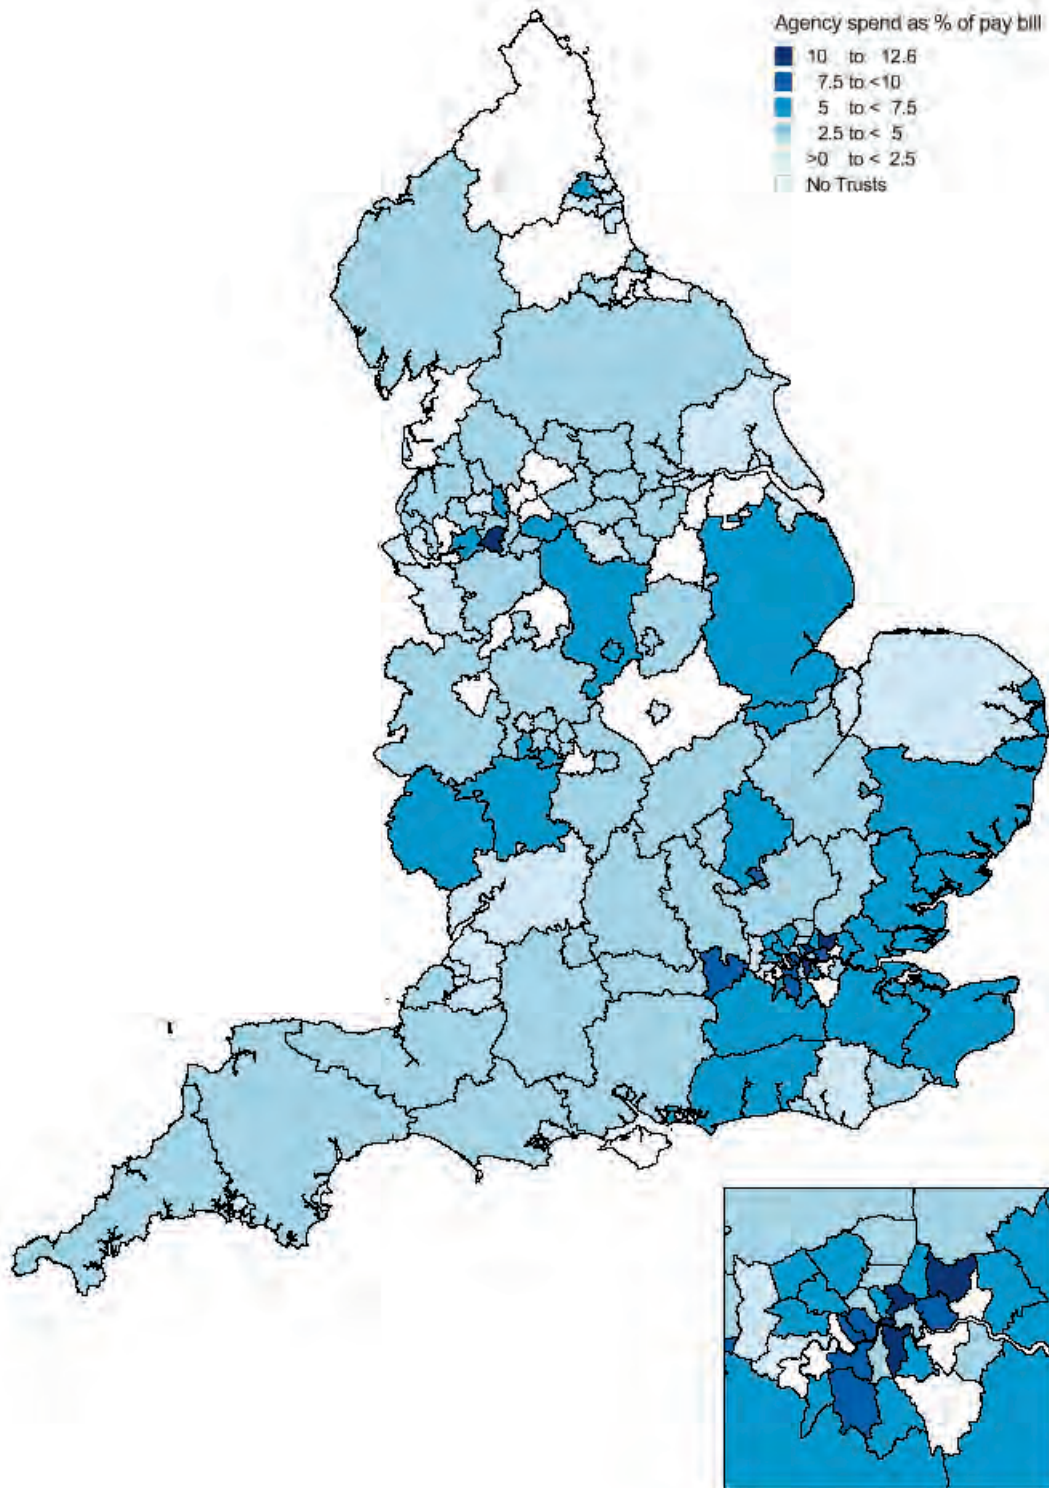 Agency spend as % of pay bill
10 to 12.6
7.5 to <10
5 to < 7.5
2.5 to < 5
>0 to < 2.5
No Trusts